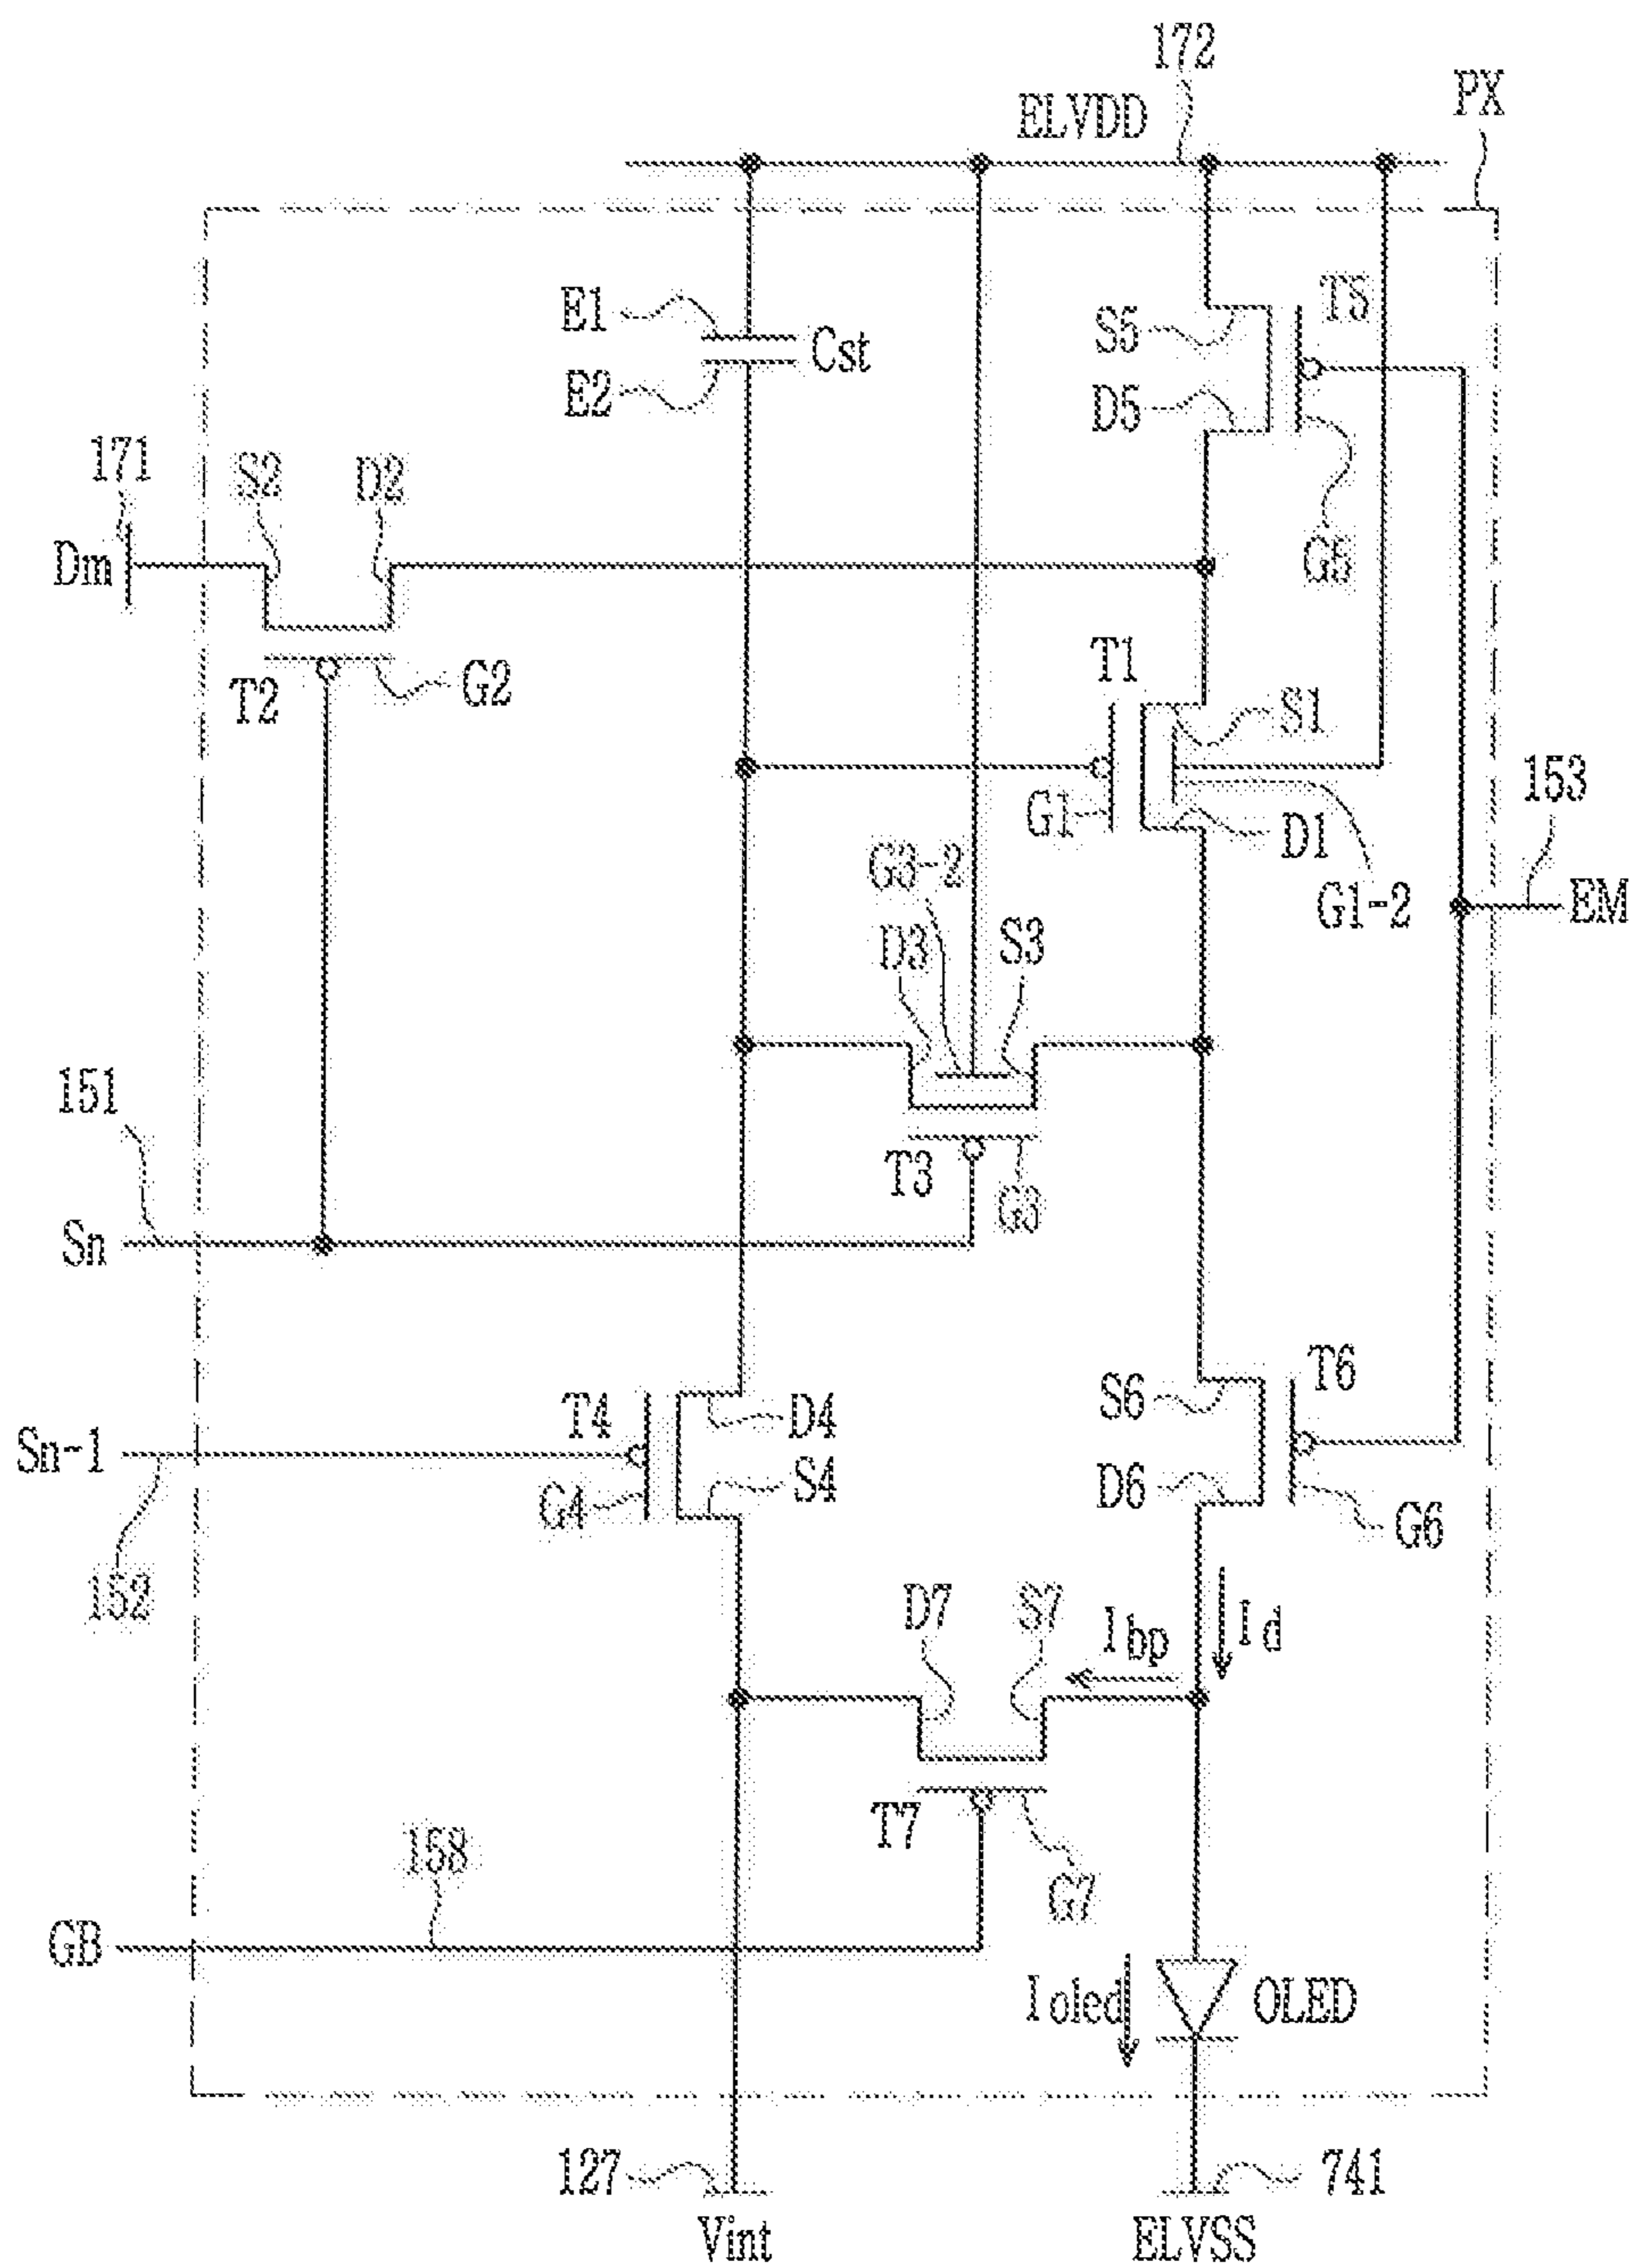 172
ELVDD
PX
E1
Cst
E2
T5
S5
D5
G5
171
S2
D2
Dm
T2
G2
T1
S1
G1
D1
G1-2
153
EM
G3-2
D3
S3
151
T3
G3
Sn
T4
D4
Sn-1
S4
G4
152
T6
S6
D6
G6
D7
S7
Ibp
Id
T7
G7
158
GB
Ioled
OLED
127
741
Vint
ELVSS